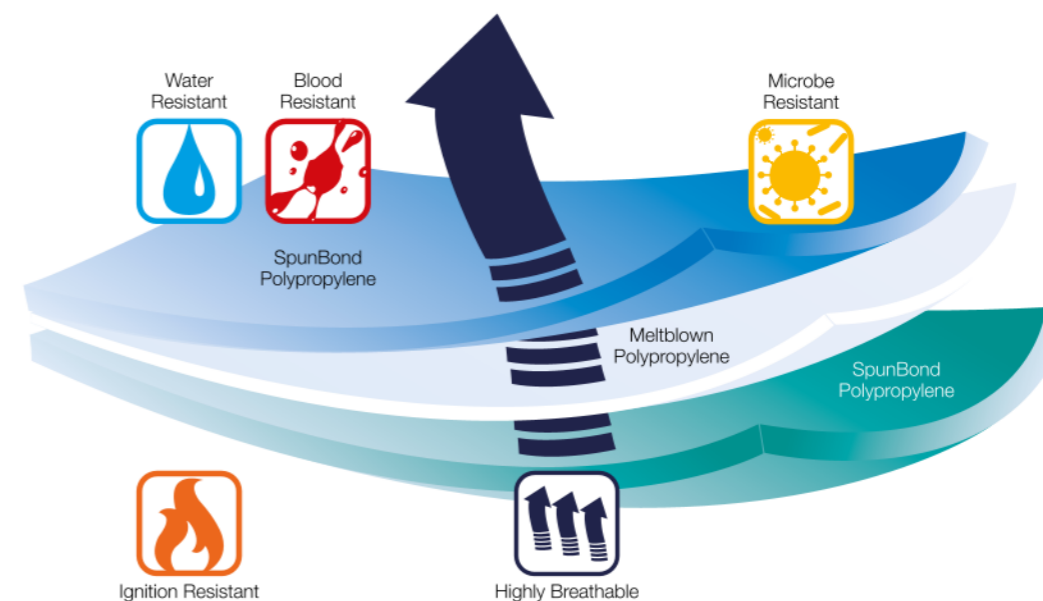 Water
Resistant
Blood
Resistant
Microbe
Resistant
SpunBond
Polypropylene
Meltblown
Polypropylene
SpunBond
Polypropylene
Ignition Resistant
Highly Breathable